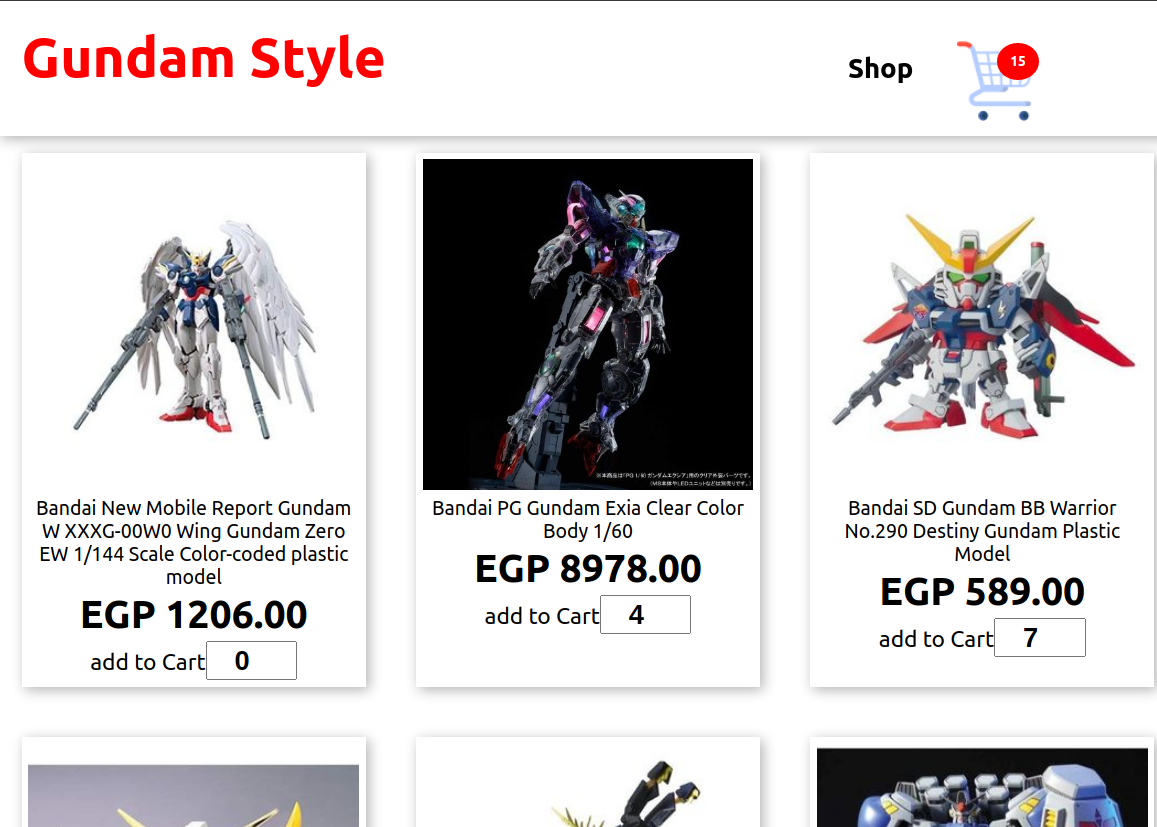 Gundam Style
Shop
15
Bandai New Mobile Report Gundam
W XXXG-00W0 Wing Gundam Zero
EW 1/144 Scale Color-coded plastic
model
EGP 1206.00
add to Cart 0
※本商品は「PG 1/60 ガンダムエクシア」用のクリア外装パーツです。
(MS本体やLEDユニットなどは別売りです。)
Bandai PG Gundam Exia Clear Color
Body 1/60
EGP 8978.00
add to Cart 4
Bandai SD Gundam BB Warrior
No.290 Destiny Gundam Plastic
Model
EGP 589.00
add to Cart 7